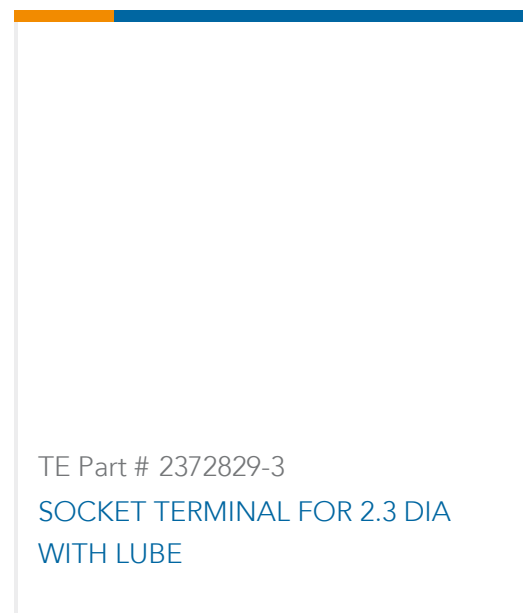 TE Part # 2372829-3
SOCKET TERMINAL FOR 2.3 DIA
WITH LUBE